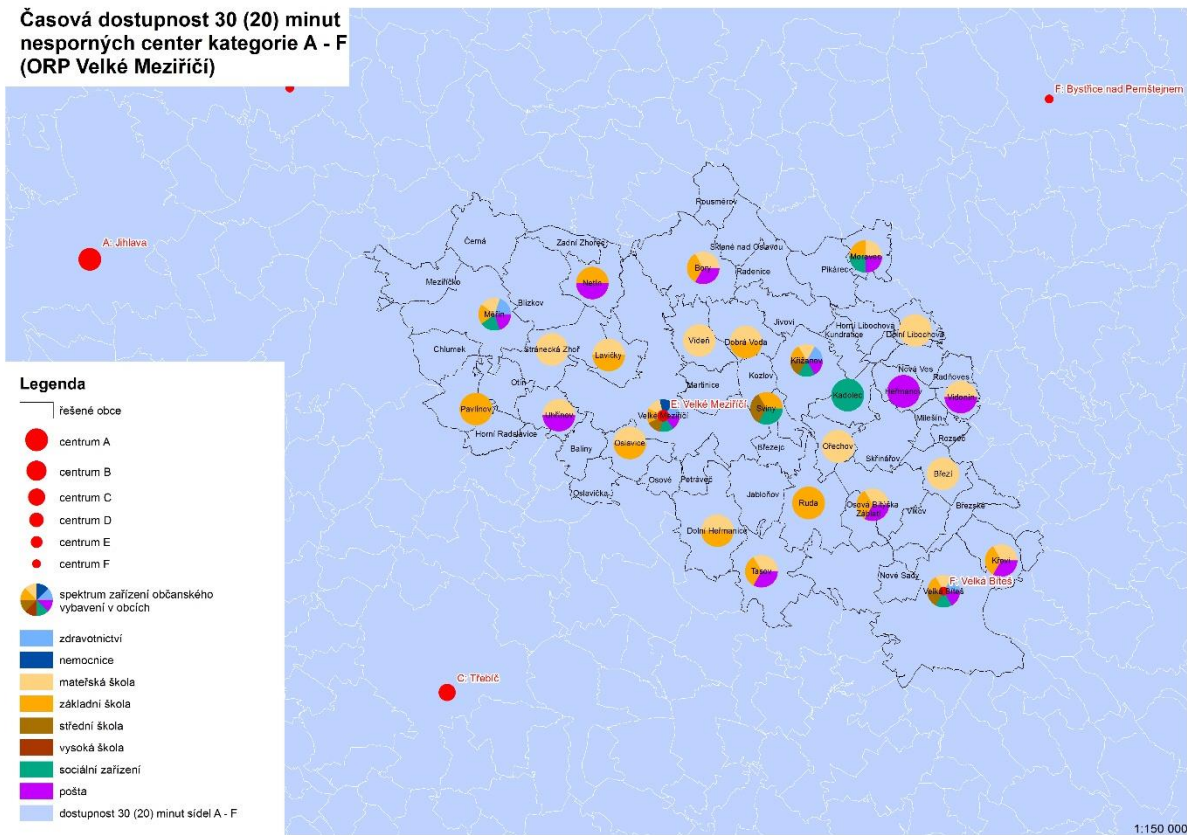 Časová dostupnost 30 (20) minut
nesporných center kategorie A - F
(ORP Velké Meziříčí)
F: Bystřice nad Pernštejnem
A: Jihlava
Rousměrov
Černá
Zadní Zhořec
Sklené nad Oslavou
Moravec
Meziříčko
Netín
Bory
Radenice
Pikárec
Měřín
Blízkov
Chlumek
Stránecká Zhoř
Lavičky
Vídeň
Dobrá Voda
Jívoví
Horní Libochová
Kundratice
Dolní Libochová
Křižanov
Otín
Martinice
Kozlov
Kadolec
Nová Ves
Heřmanov
Radňoves
Vidonín
Pavlínov
Uhřínov
E: Velké Meziříčí
Velké Meziříčí
Sviny
Milešín
Horní Radslavice
Baliny
Oslavice
Březejc
Ořechov
Skřinářov
Rozseč
Oslavička
Osové
Petráveč
Jabloňov
Ruda
Březí
Osová Bítýška
Záblatí
Vlkov
Březské
Dolní Heřmanice
Tasov
Nové Sady
Křoví
F: Velká Bíteš
Velká Bíteš
C: Třebíč
Legenda
řešené obce
centrum A
centrum B
centrum C
centrum D
centrum E
centrum F
spektrum zařízení občanského
vybavení v obcích
zdravotnictví
nemocnice
mateřská škola
základní škola
střední škola
vysoká škola
sociální zařízení
pošta
dostupnost 30 (20) minut sídel A - F
1:150 000